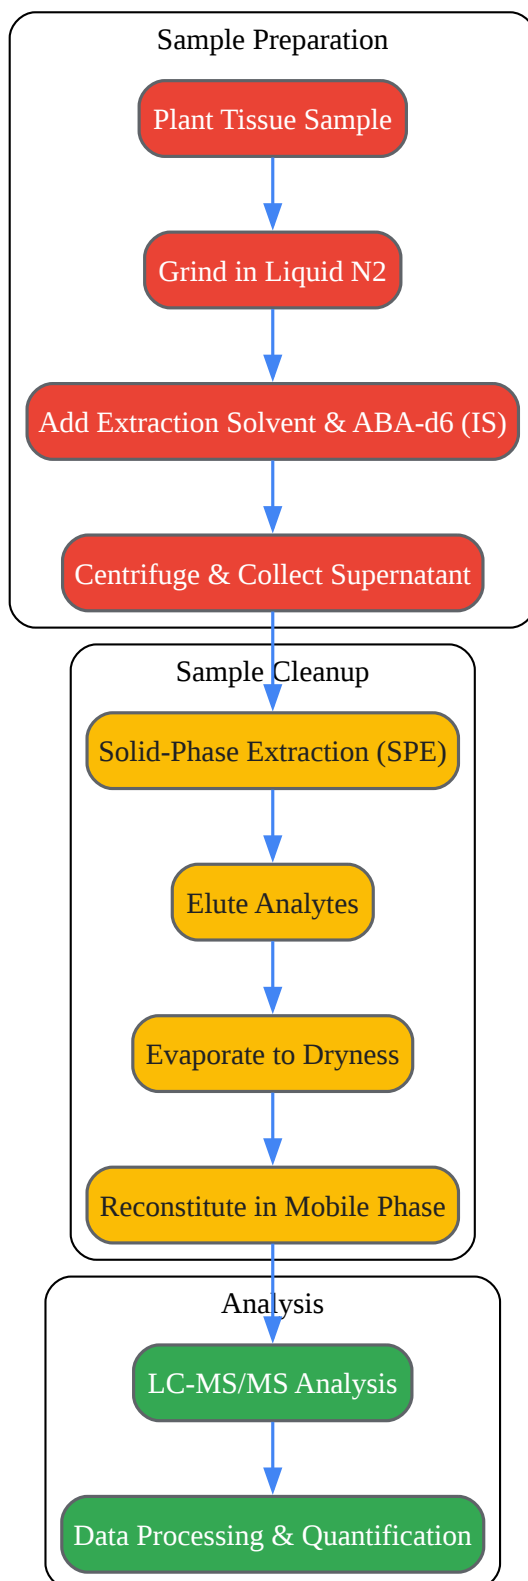 Sample Preparation
Plant Tissue Sample
Grind in Liquid N2
Add Extraction Solvent & ABA-d6 (IS)
Centrifuge & Collect Supernatant
Sample Cleanup
Solid-Phase Extraction (SPE)
Elute Analytes
Evaporate to Dryness
Reconstitute in Mobile Phase
Analysis
LC-MS/MS Analysis
Data Processing & Quantification